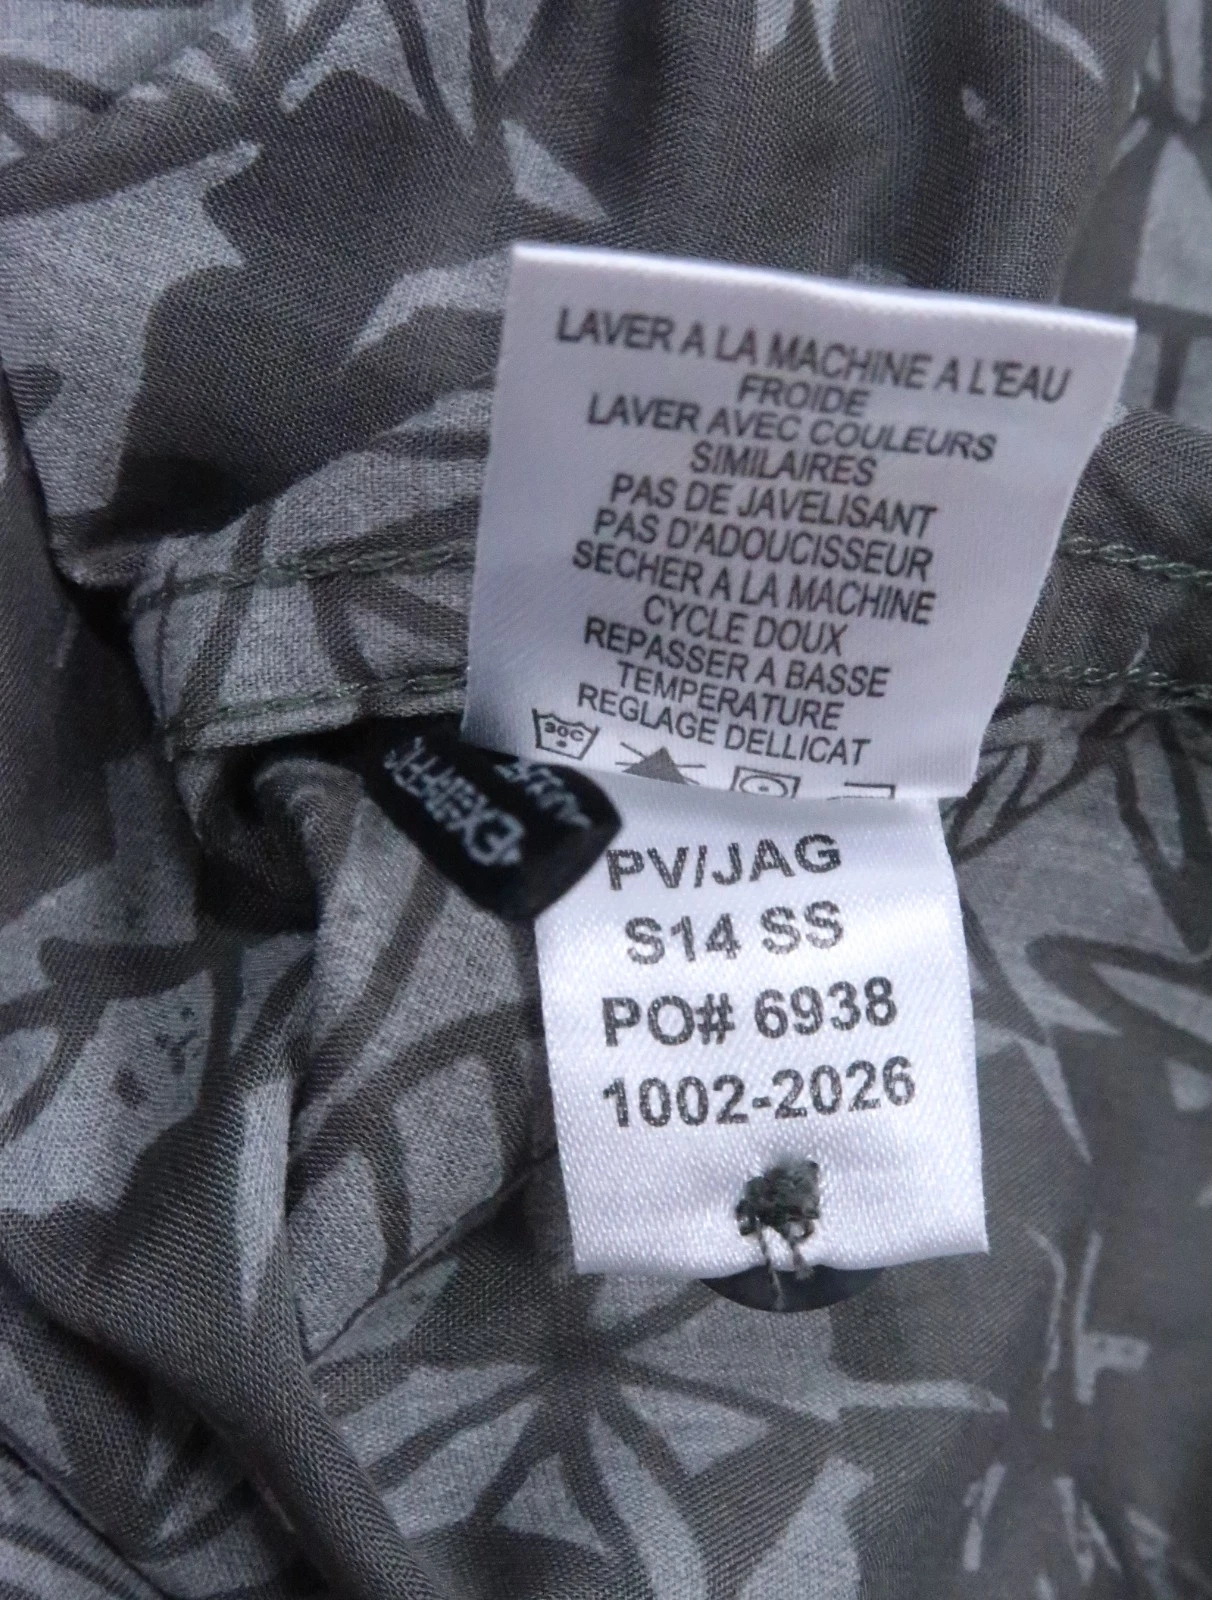 LAVER A LA MACHINE A L'EAU
FROIDE
LAVER AVEC COULEURS
SIMILAIRES
PAS DE JAVELISANT
PAS D'ADOUCISSEUR
SECHER A LA MACHINE
CYCLE DOUX
REPASSER A BASSE
TEMPERATURE
REGLAGE DELLICAT
30C
PV/JAG
S14 SS
PO# 6938
1002-2026